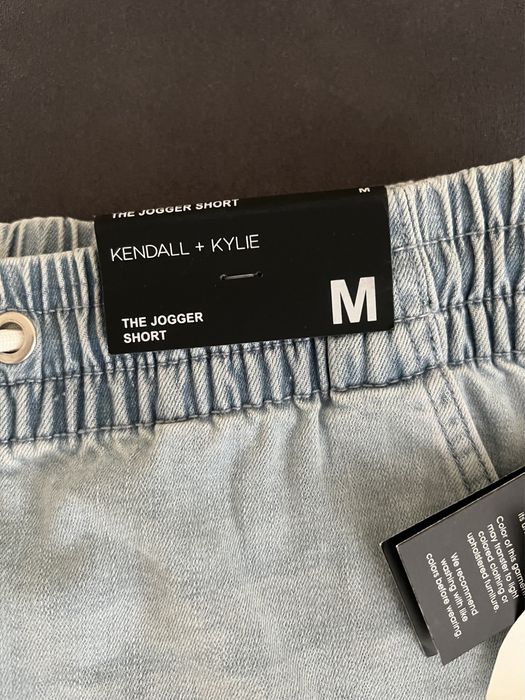 THE JOGGER SHORT
M
KENDALL + KYLIE
M
THE JOGGER
SHORT
Color of this garment
may transfer to light
colored clothing or
upholstered furniture.
We recommend
washing with like
colors before wearing.